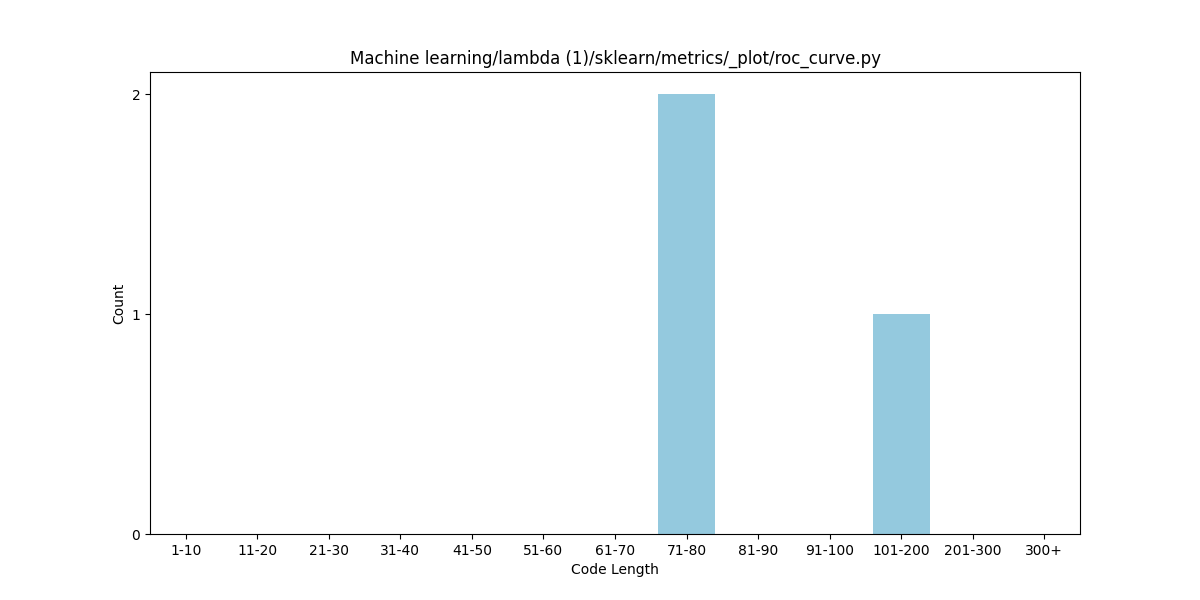 Machine learning/lambda (1)/sklearn/metrics/_plot/roc_curve.py
2
1
0
Count
1-10 11-20 21-30 31-40 41-50 51-60 61-70 71-80 81-90 91-100 101-200 201-300 300+
Code Length